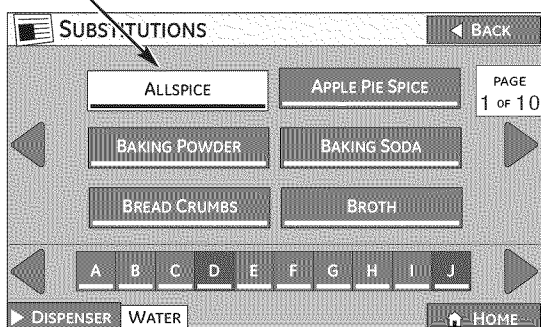 SUBSTITUTIONS
BACK
ALLSPICE
APPLE PIE SPICE
PAGE
1 OF 10
BAKING POWDER
BAKING SODA
BREAD CRUMBS
BROTH
A B C D E F G H I J
DISPENSER
WATER
HOME